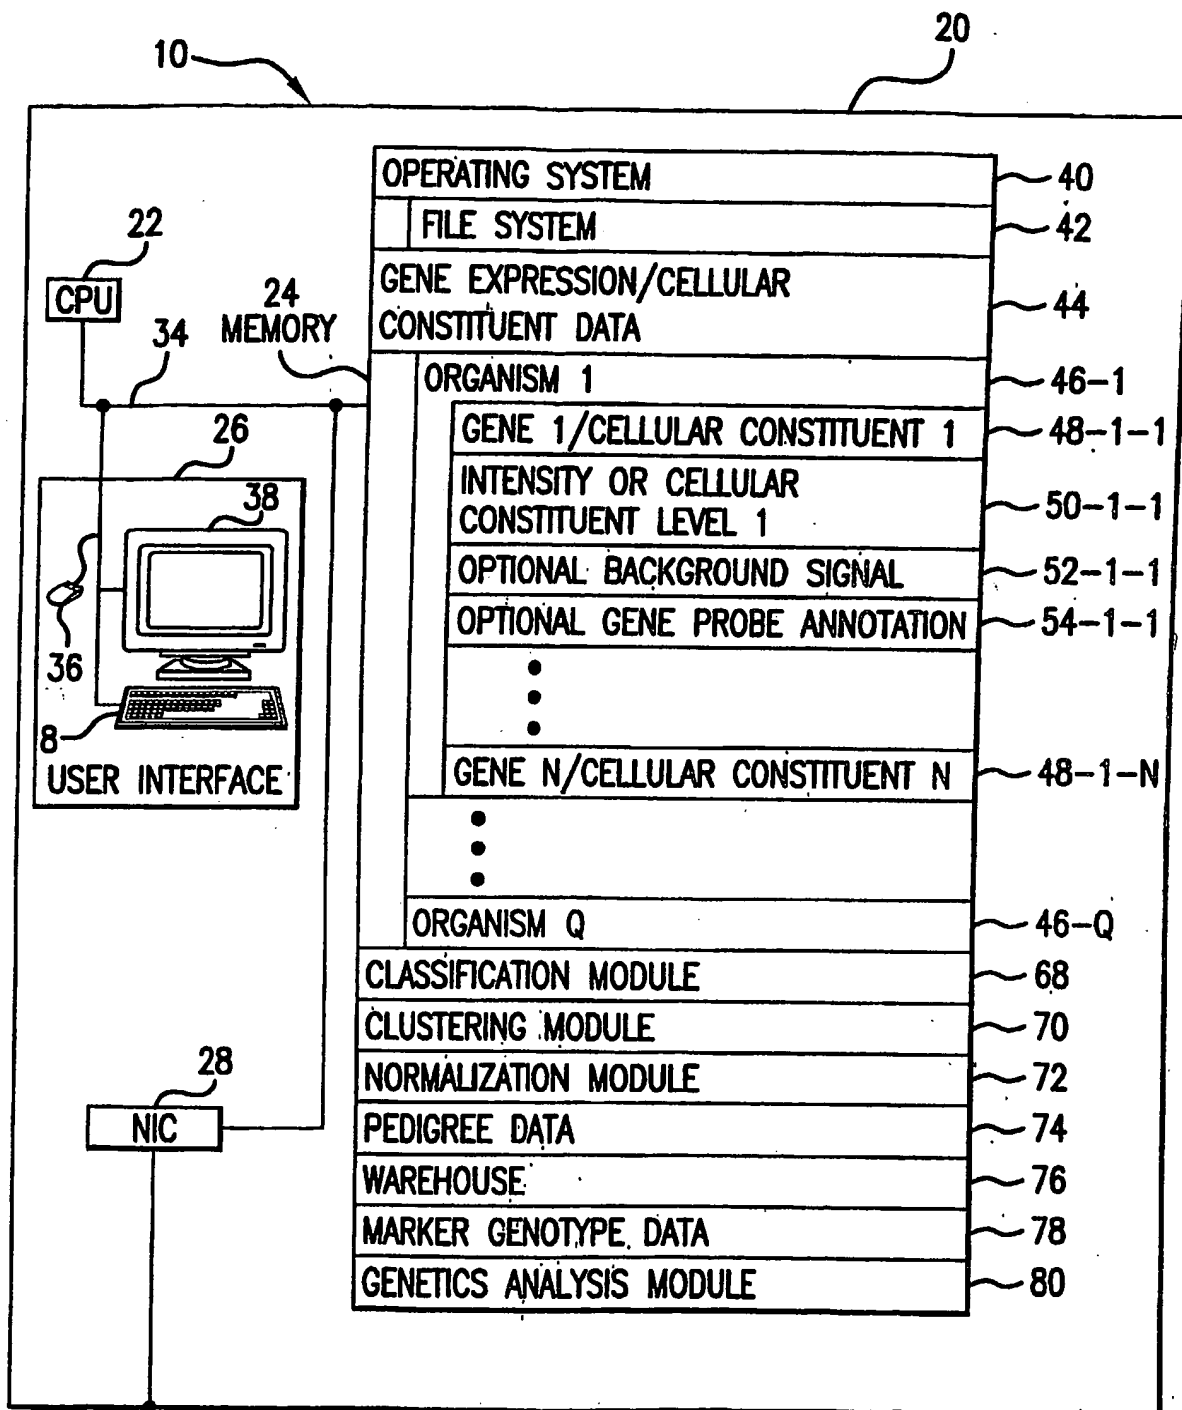 10
20
OPERATING SYSTEM 40
FILE SYSTEM 42
GENE EXPRESSION/CELLULAR
CONSTITUENT DATA 44
22
CPU
24
MEMORY
34
ORGANISM 1 46-1
GENE 1/CELLULAR CONSTITUENT 1 48-1-1
INTENSITY OR CELLULAR
CONSTITUENT LEVEL 1 50-1-1
OPTIONAL BACKGROUND SIGNAL 52-1-1
OPTIONAL GENE PROBE ANNOTATION 54-1-1
GENE N/CELLULAR CONSTITUENT N 48-1-N
26
38
36
8
USER INTERFACE
ORGANISM Q 46-Q
CLASSIFICATION MODULE 68
CLUSTERING MODULE 70
NORMALIZATION MODULE 72
PEDIGREE DATA 74
WAREHOUSE 76
MARKER GENOTYPE DATA 78
GENETICS ANALYSIS MODULE 80
28
NIC